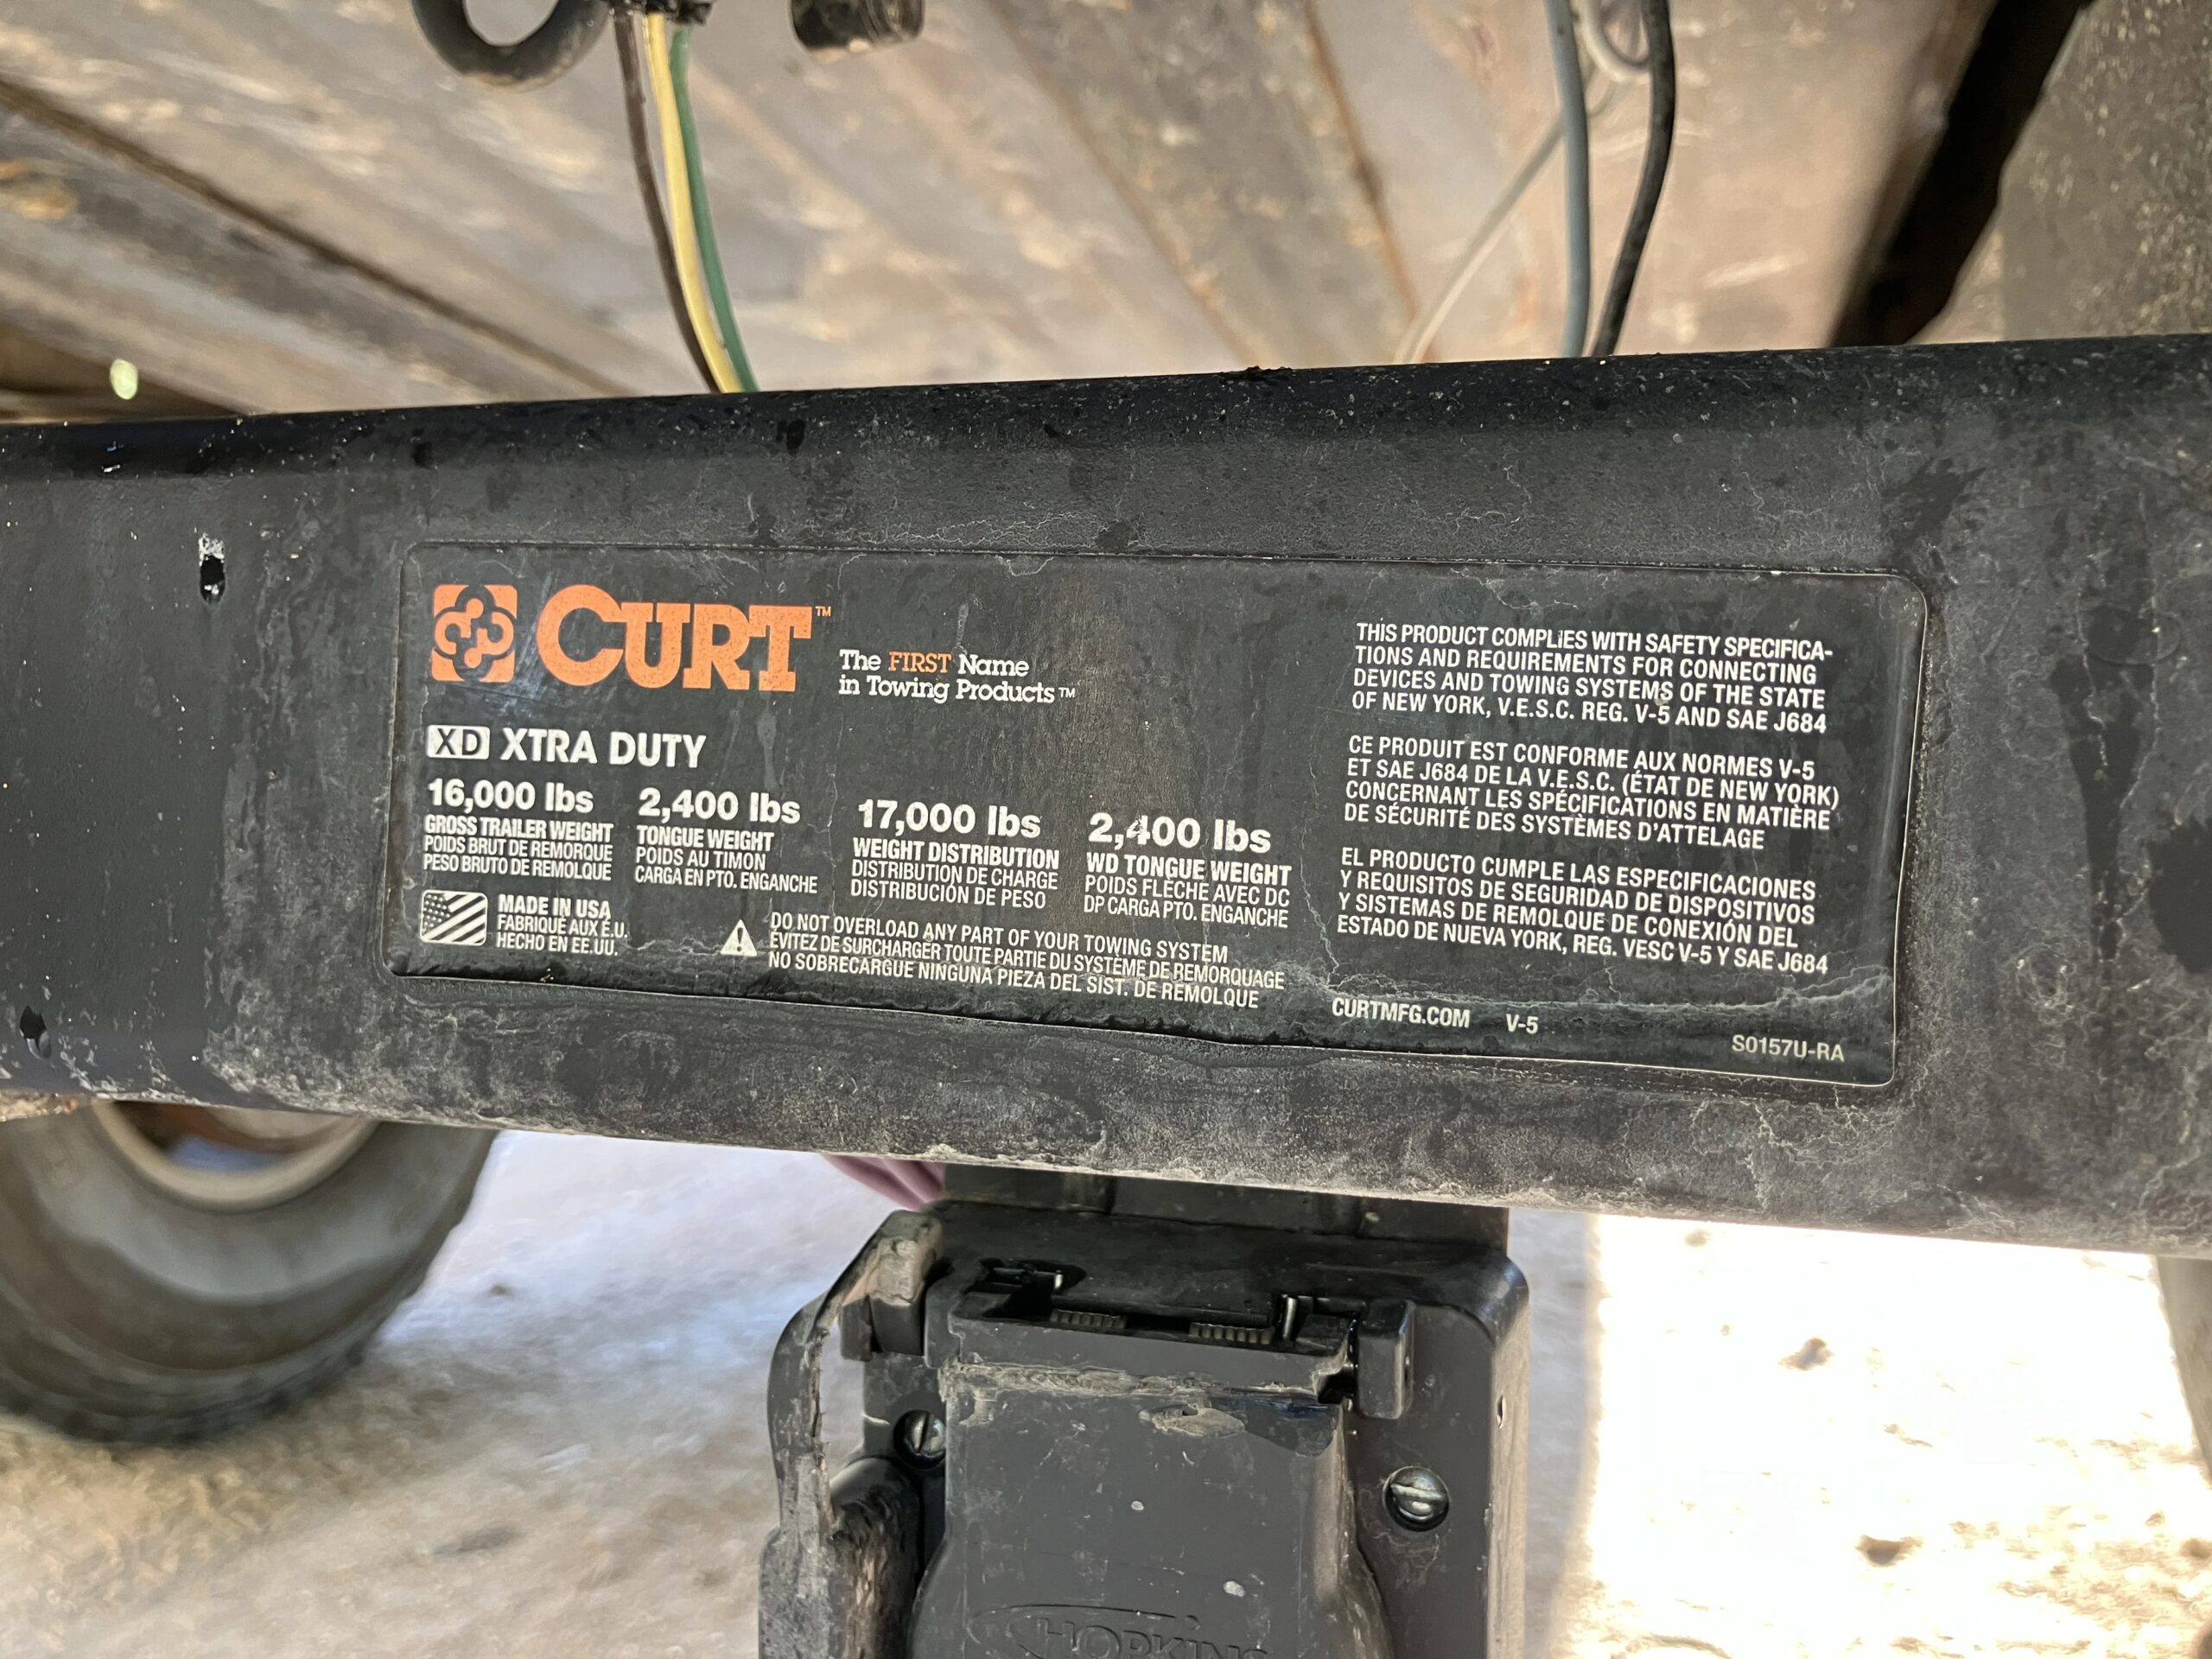 CURT™
The FIRST Name
in Towing Products™
XD XTRA DUTY
16,000 lbs
GROSS TRAILER WEIGHT
POIDS BRUT DE REMORQUE
PESO BRUTO DE REMOLQUE
2,400 lbs
TONGUE WEIGHT
POIDS AU TIMON
CARGA EN PTO. ENGANCHE
17,000 lbs
WEIGHT DISTRIBUTION
DISTRIBUTION DE CHARGE
DISTRIBUCIÓN DE PESO
2,400 lbs
WD TONGUE WEIGHT
POIDS FLÈCHE AVEC DC
DP CARGA PTO. ENGANCHE
MADE IN USA
FABRIQUÉ AUX É.U.
HECHO EN EE.UU.
DO NOT OVERLOAD ANY PART OF YOUR TOWING SYSTEM
ÉVITEZ DE SURCHARGER TOUTE PARTIE DU SYSTÈME DE REMORQUAGE
NO SOBRECARGUE NINGUNA PIEZA DEL SIST. DE REMOLQUE
THIS PRODUCT COMPLIES WITH SAFETY SPECIFICA-
TIONS AND REQUIREMENTS FOR CONNECTING
DEVICES AND TOWING SYSTEMS OF THE STATE
OF NEW YORK, V.E.S.C. REG. V-5 AND SAE J684
CE PRODUIT EST CONFORME AUX NORMES V-5
ET SAE J684 DE LA V.E.S.C. (ÉTAT DE NEW YORK)
CONCERNANT LES SPÉCIFICATIONS EN MATIÈRE
DE SÉCURITÉ DES SYSTÈMES D'ATTELAGE
EL PRODUCTO CUMPLE LAS ESPECIFICACIONES
Y REQUISITOS DE SEGURIDAD DE DISPOSITIVOS
Y SISTEMAS DE REMOLQUE DE CONEXIÓN DEL
ESTADO DE NUEVA YORK, REG. VESC V-5 Y SAE J684
CURTMFG.COM V-5
S0157U-RA
HOPKINS